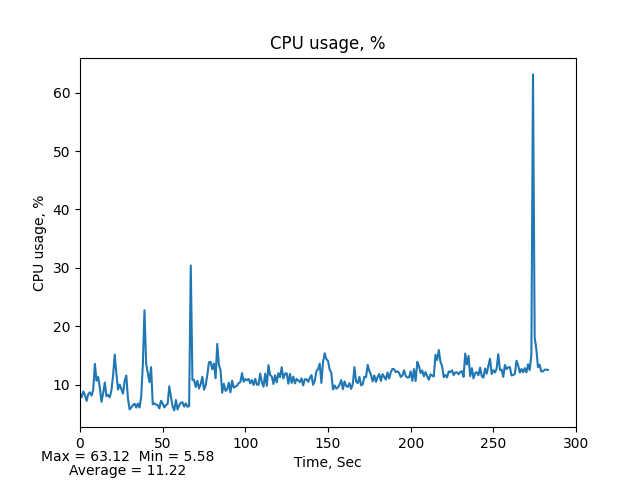 CPU usage, %
60
50
40
30
20
10
CPU usage, %
0 50 100 150 200 250 300
Time, Sec
Max = 63.12 Min = 5.58
Average = 11.22